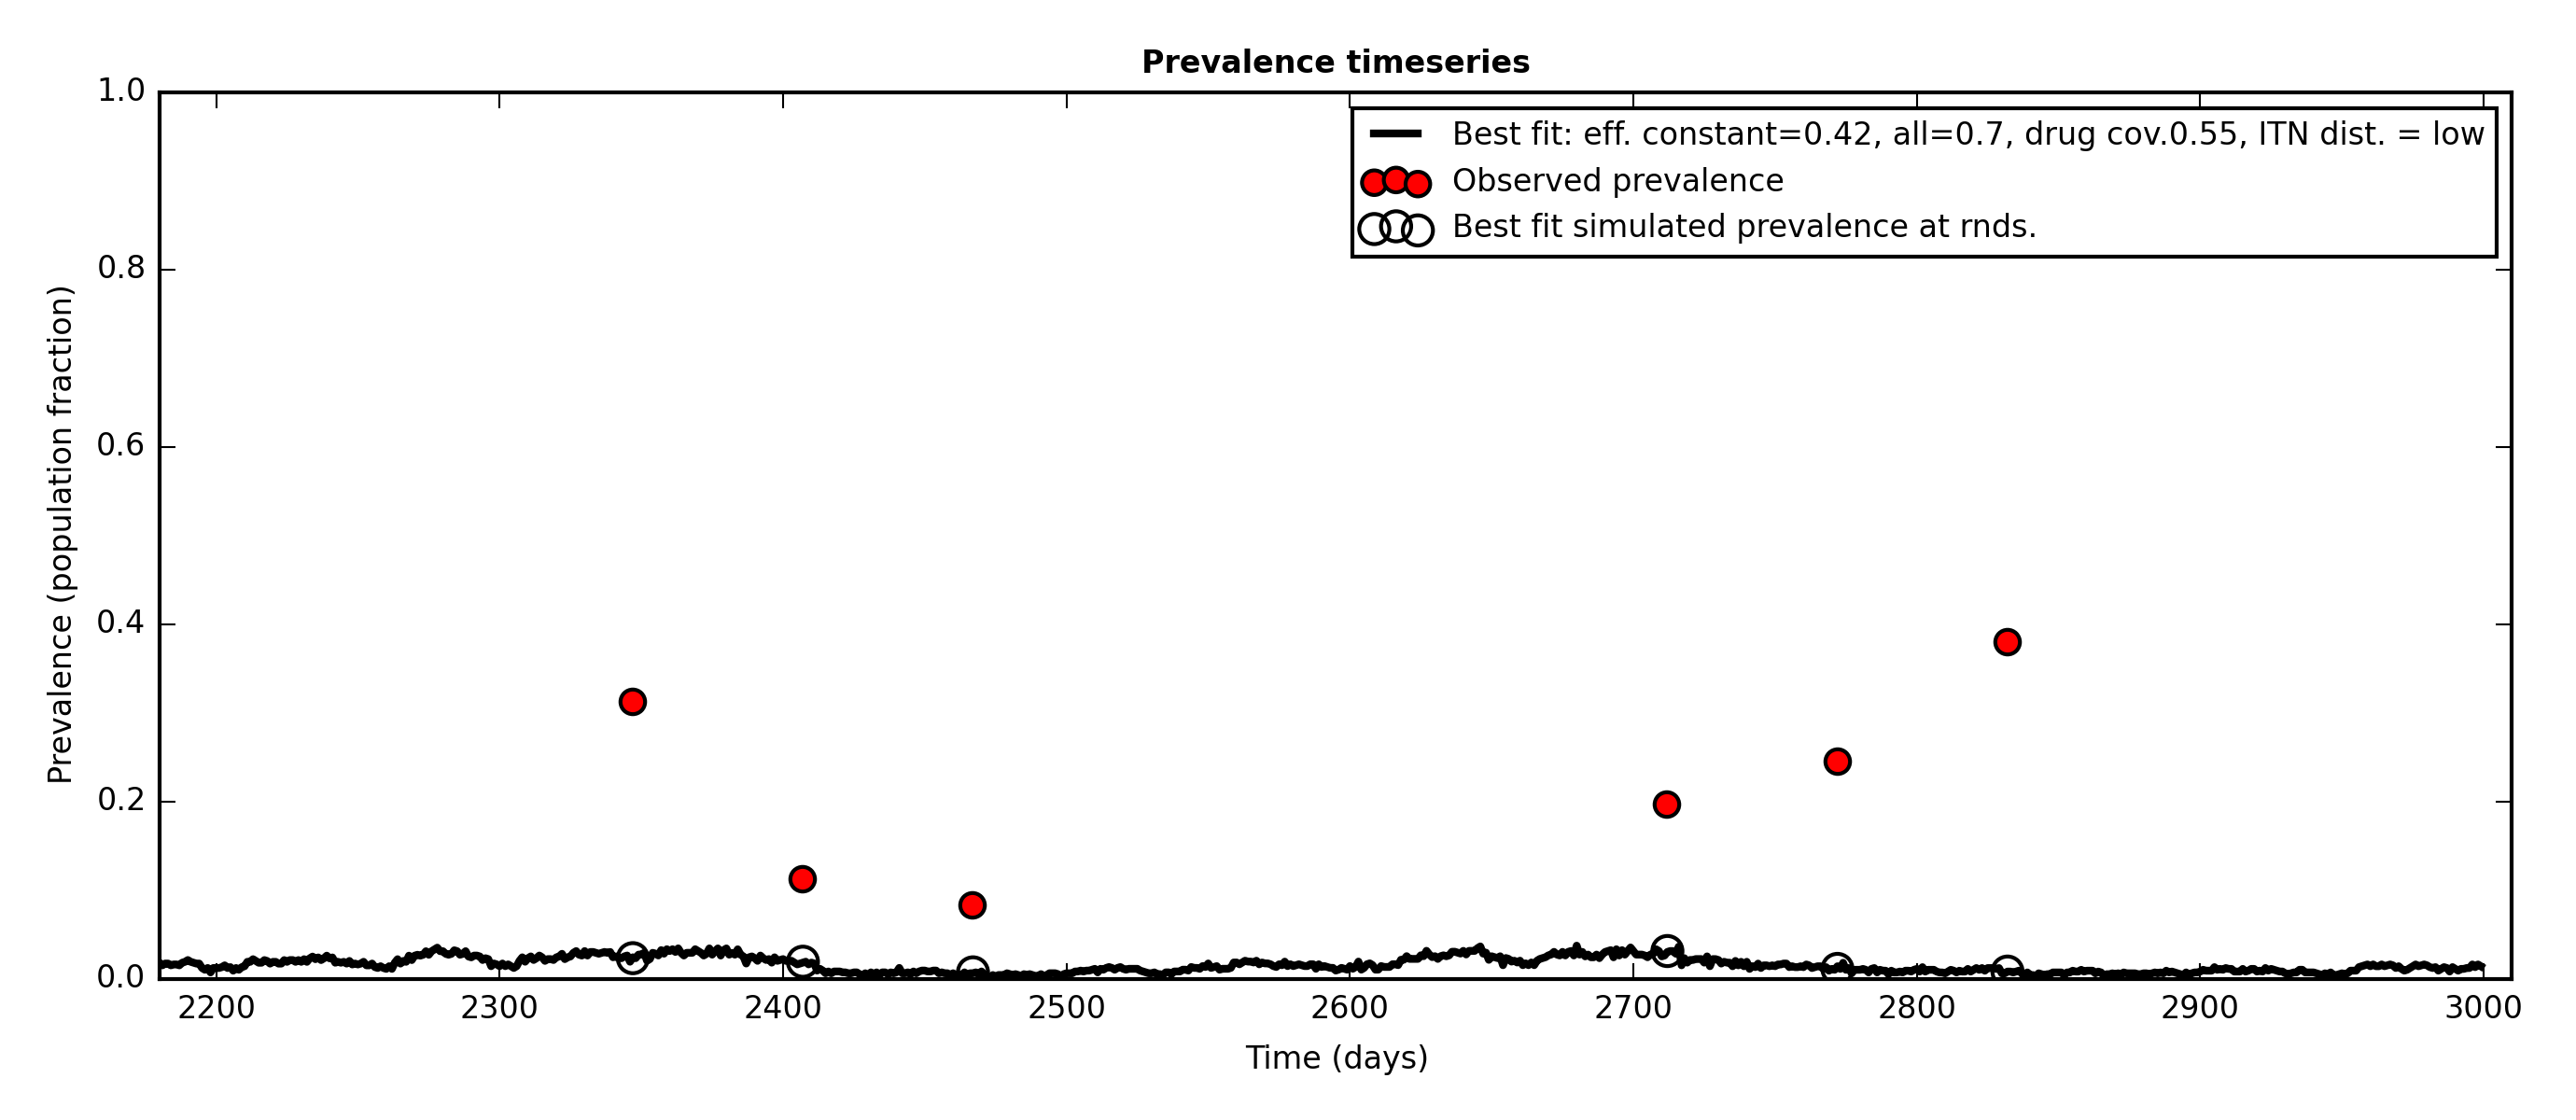 Prevalence timeseries
1.0
0.8
0.6
0.4
0.2
0.0
Prevalence (population fraction)
Best fit: eff. constant=0.42, all=0.7, drug cov.0.55, ITN dist. = low
Observed prevalence
Best fit simulated prevalence at rnds.
2200 2300 2400 2500 2600 2700 2800 2900 3000
Time (days)